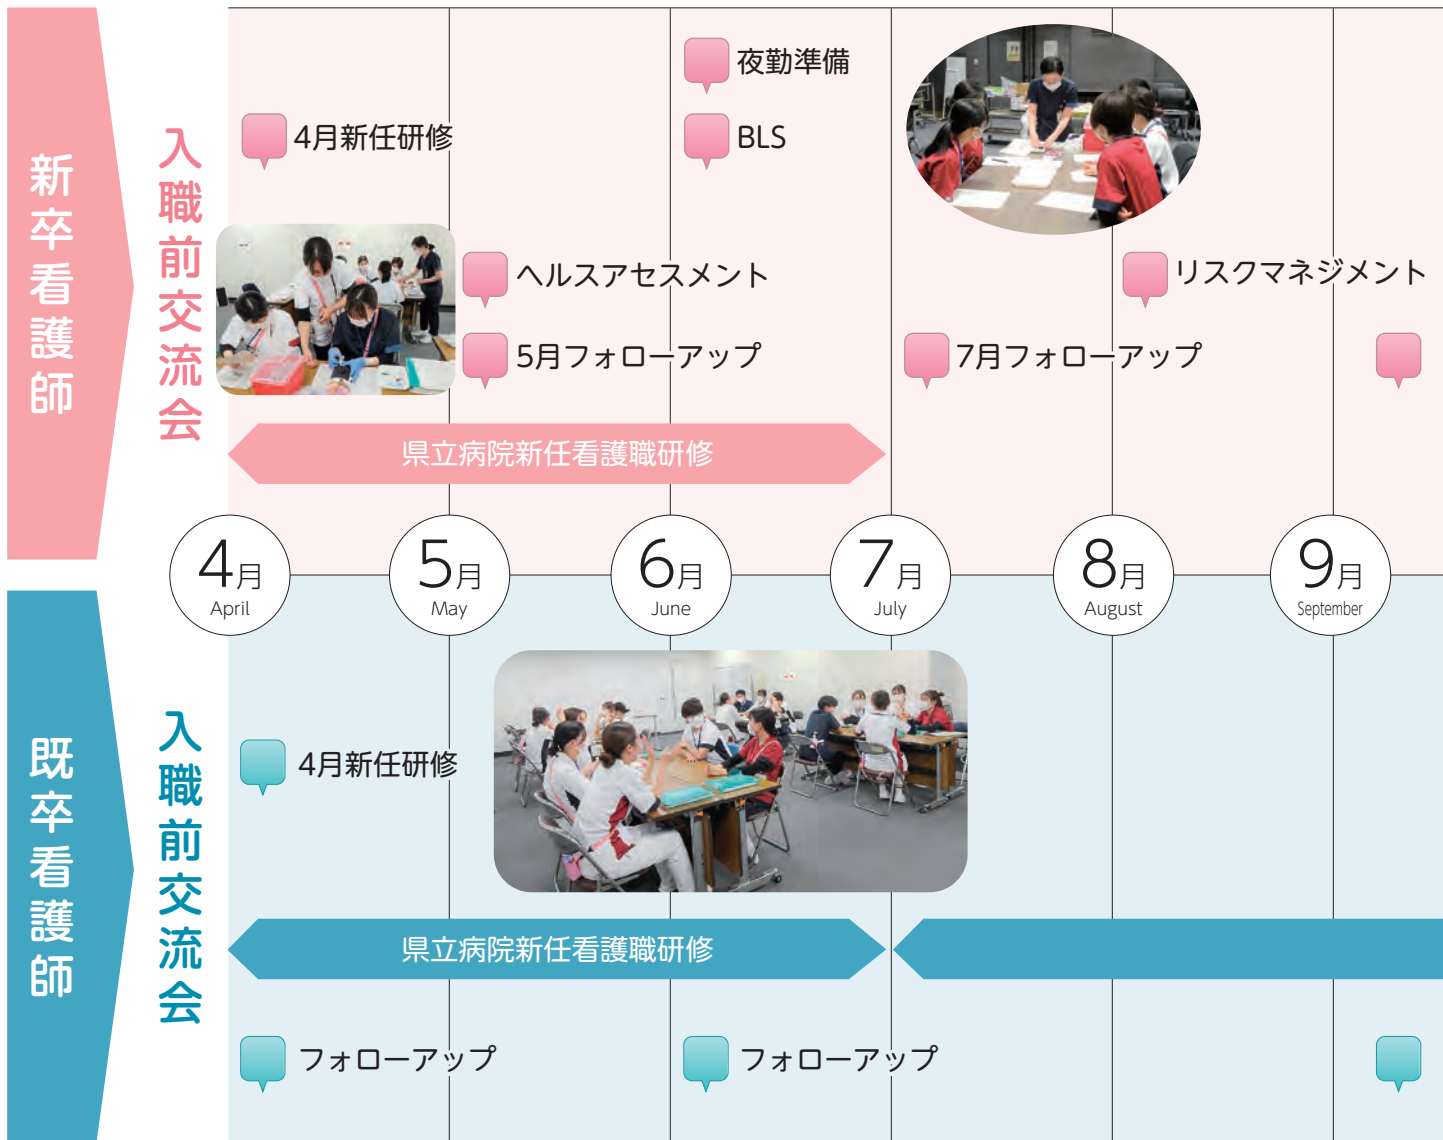 新卒看護師
入職前交流会
夜勤準備
4月新任研修
BLS
ヘルスアセスメント
リスクマネジメント
5月フォローアップ
7月フォローアップ
県立病院新任看護職研修
4月
April
5月
May
6月
June
7月
July
8月
August
9月
September
既卒看護師
入職前交流会
4月新任研修
県立病院新任看護職研修
フォローアップ
フォローアップ